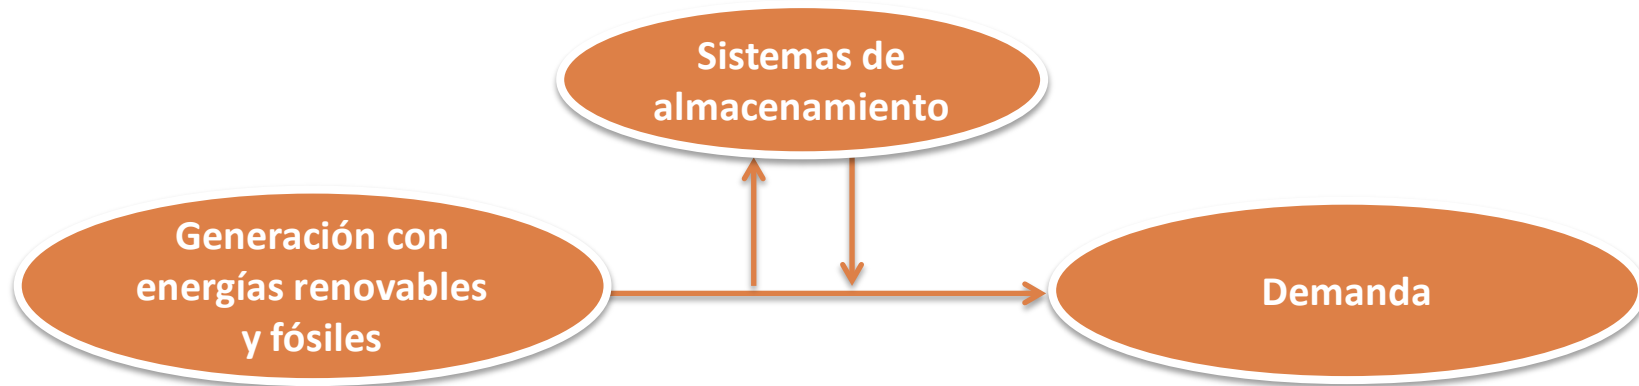 Sistemas de
almacenamiento
Generación con
energías renovables
y fósiles
Demanda